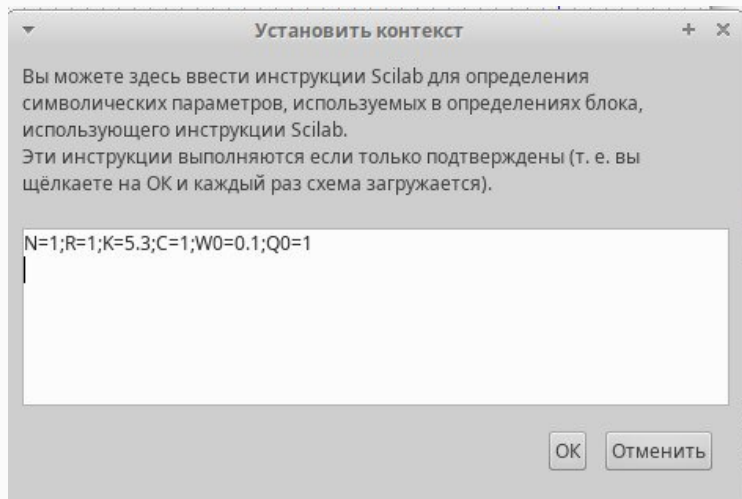 Установить контекст
Вы можете здесь ввести инструкции Scilab для определения
символических параметров, используемых в определениях блока,
использующего инструкции Scilab.
Эти инструкции выполняются если только подтверждены (т. е. вы
щёлкаете на ОК и каждый раз схема загружается).
N=1;R=1;K=5.3;C=1;W0=0.1;Q0=1
ОК
Отменить